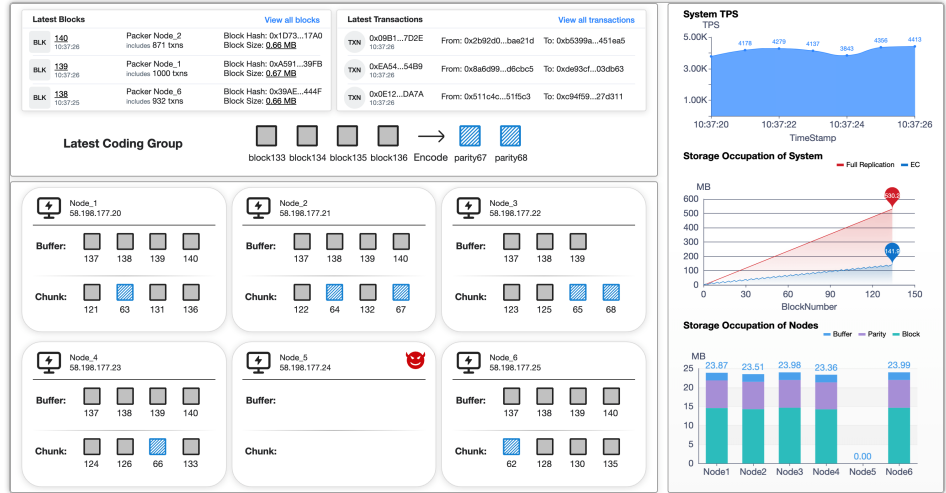 Latest Blocks View all blocks
BLK 140 10:37:26 Packer Node_2 includes 871 txns Block Hash: 0x1D73...17A0 Block Size: 0.66 MB
BLK 139 10:37:26 Packer Node_1 includes 1000 txns Block Hash: 0xA591...39FB Block Size: 0.67 MB
BLK 138 10:37:25 Packer Node_6 includes 932 txns Block Hash: 0x39AE...444F Block Size: 0.66 MB
Latest Transactions View all transactions
TXN 0x09B1...7D2E 10:37:26 From: 0x2b92d0...bae21d To: 0xb5399a...451ea5
TXN 0xEA54...54B9 10:37:26 From: 0x8a6d99...d6cbc5 To: 0xde93cf...03db63
TXN 0x0E12...DA7A 10:37:26 From: 0x511c4c...51f5c3 To: 0xc94f59...27d311
Latest Coding Group
block133 block134 block135 block136 Encode parity67 parity68
Node_1
58.198.177.20
Buffer:
137 138 139 140
Chunk:
121 63 131 136
Node_2
58.198.177.21
Buffer:
137 138 139 140
Chunk:
122 64 132 67
Node_3
58.198.177.22
Buffer:
137 138 139
Chunk:
123 125 65 68
Node_4
58.198.177.23
Buffer:
137 138 139 140
Chunk:
124 126 66 133
Node_5
58.198.177.24
Buffer:
Chunk:
Node_6
58.198.177.25
Buffer:
137 138 139 140
Chunk:
62 128 130 135
System TPS
TPS
5.00K
3.00K
1.00K
4178 4279 4137 3843 4356 4413
10:37:20 10:37:22 10:37:24 10:37:26
TimeStamp
Storage Occupation of System
Full Replication EC
MB
600
500
400
300
200
100
0
530.2
141.9
0 30 60 90 120 150
BlockNumber
Storage Occupation of Nodes
Buffer Parity Block
MB
25
20
15
10
5
0
23.87 23.51 23.98 23.36 0.00 23.99
Node1 Node2 Node3 Node4 Node5 Node6